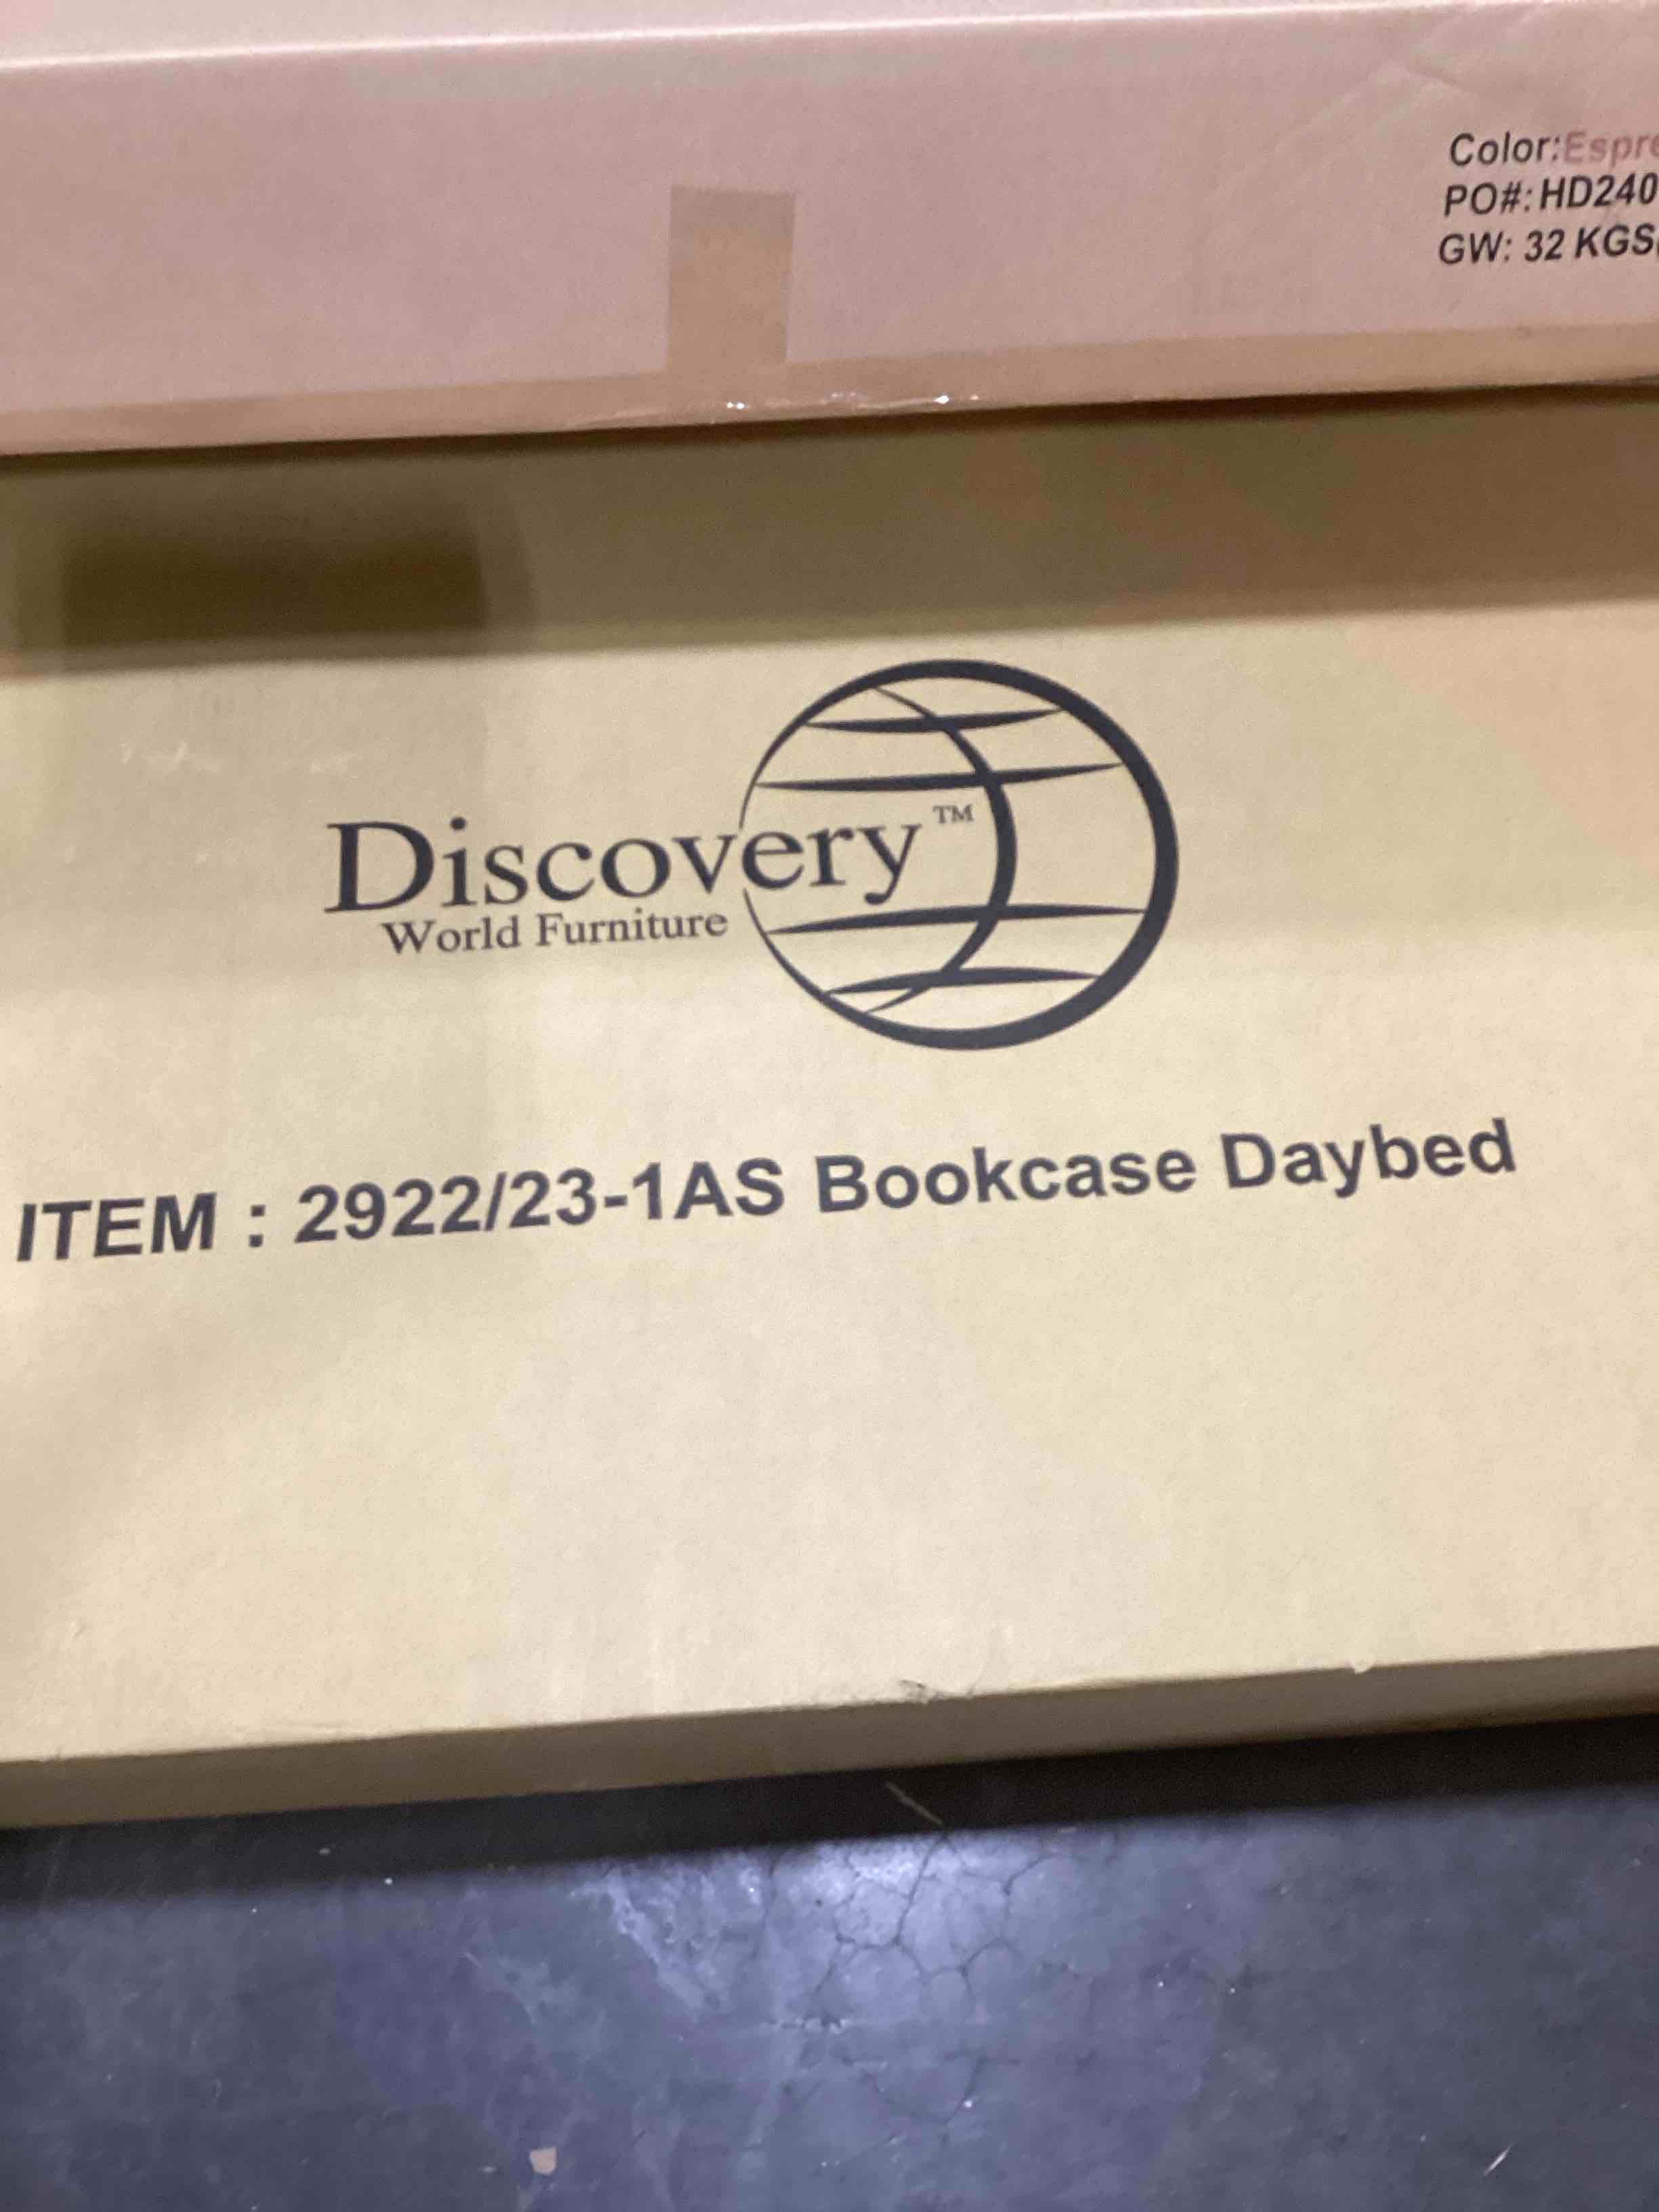 Color:Espre
PO#: HD240
GW: 32 KGS
Discovery™
World Furniture
ITEM : 2922/23-1AS Bookcase Daybed